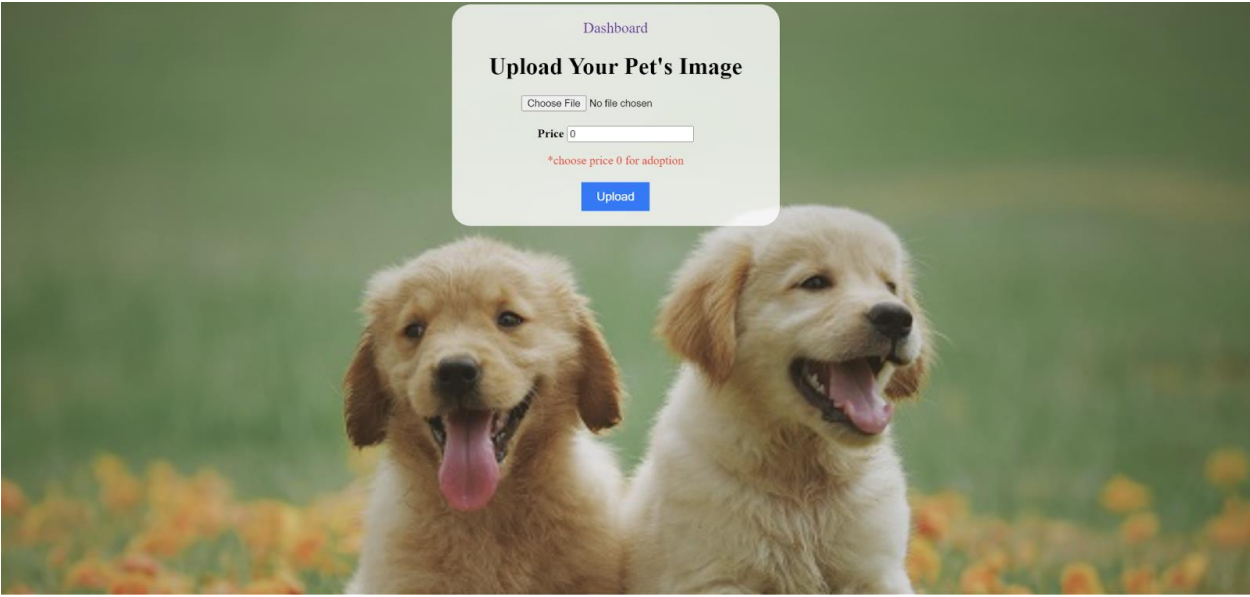 Dashboard
Upload Your Pet's Image
Choose File No file chosen
Price 0
*choose price 0 for adoption
Upload